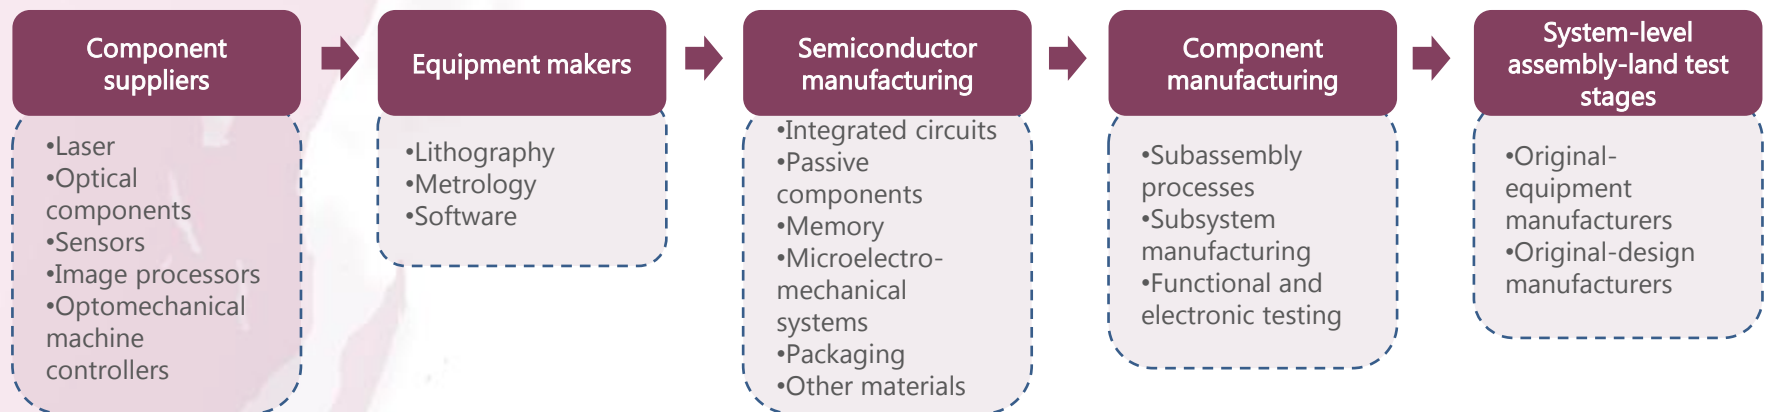 Component
suppliers
•Laser
•Optical
components
•Sensors
•Image processors
•Optomechanical
machine
controllers
Equipment makers
•Lithography
•Metrology
•Software
Semiconductor
manufacturing
•Integrated circuits
•Passive
components
•Memory
•Microelectro-
mechanical
systems
•Packaging
•Other materials
Component
manufacturing
•Subassembly
processes
•Subsystem
manufacturing
•Functional and
electronic testing
System-level
assembly-land test
stages
•Original-
equipment
manufacturers
•Original-design
manufacturers